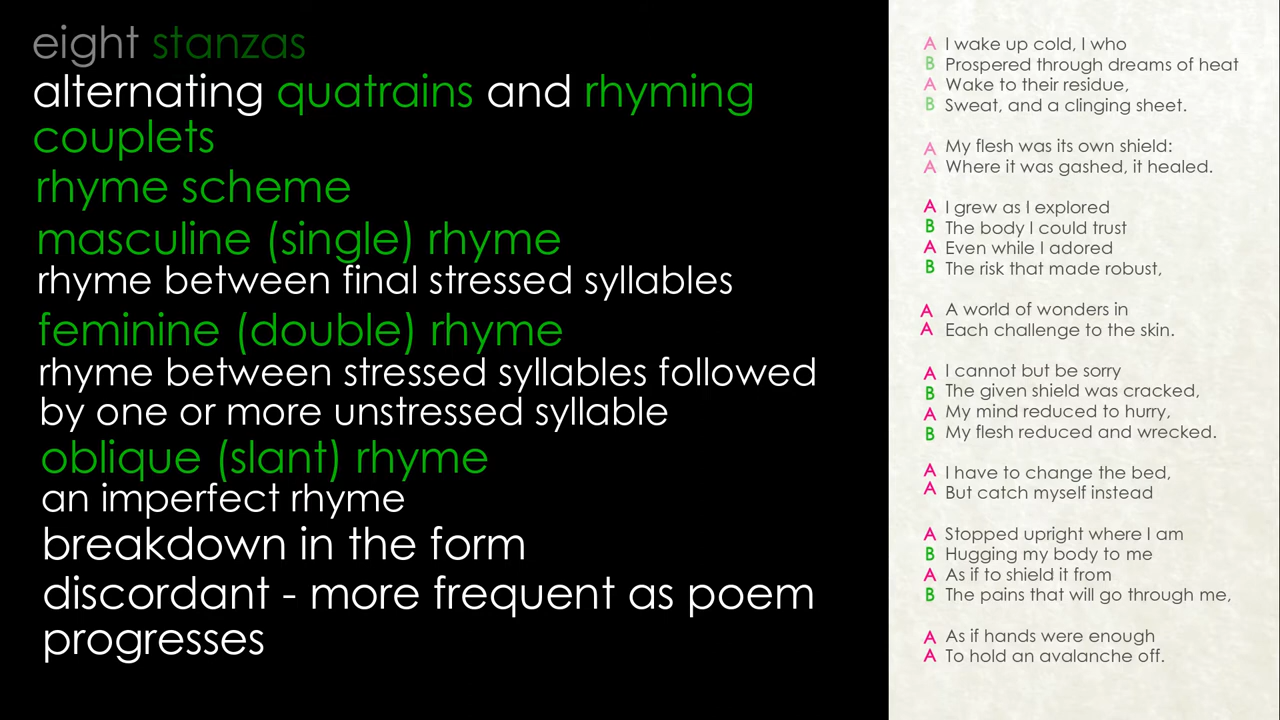 eight stanzas
alternating quatrains and rhyming
couplets
rhyme scheme
masculine (single) rhyme
rhyme between final stressed syllables
feminine (double) rhyme
rhyme between stressed syllables followed
by one or more unstressed syllable
oblique (slant) rhyme
an imperfect rhyme
breakdown in the form
discordant - more frequent as poem
progresses
A I wake up cold, I who
B Prospered through dreams of heat
A Wake to their residue,
B Sweat, and a clinging sheet.
A My flesh was its own shield:
A Where it was gashed, it healed.
A I grew as I explored
B The body I could trust
A Even while I adored
B The risk that made robust,
A A world of wonders in
A Each challenge to the skin.
A I cannot but be sorry
B The given shield was cracked,
A My mind reduced to hurry,
B My flesh reduced and wrecked.
A I have to change the bed,
A But catch myself instead
A Stopped upright where I am
B Hugging my body to me
A As if to shield it from
B The pains that will go through me,
A As if hands were enough
A To hold an avalanche off.